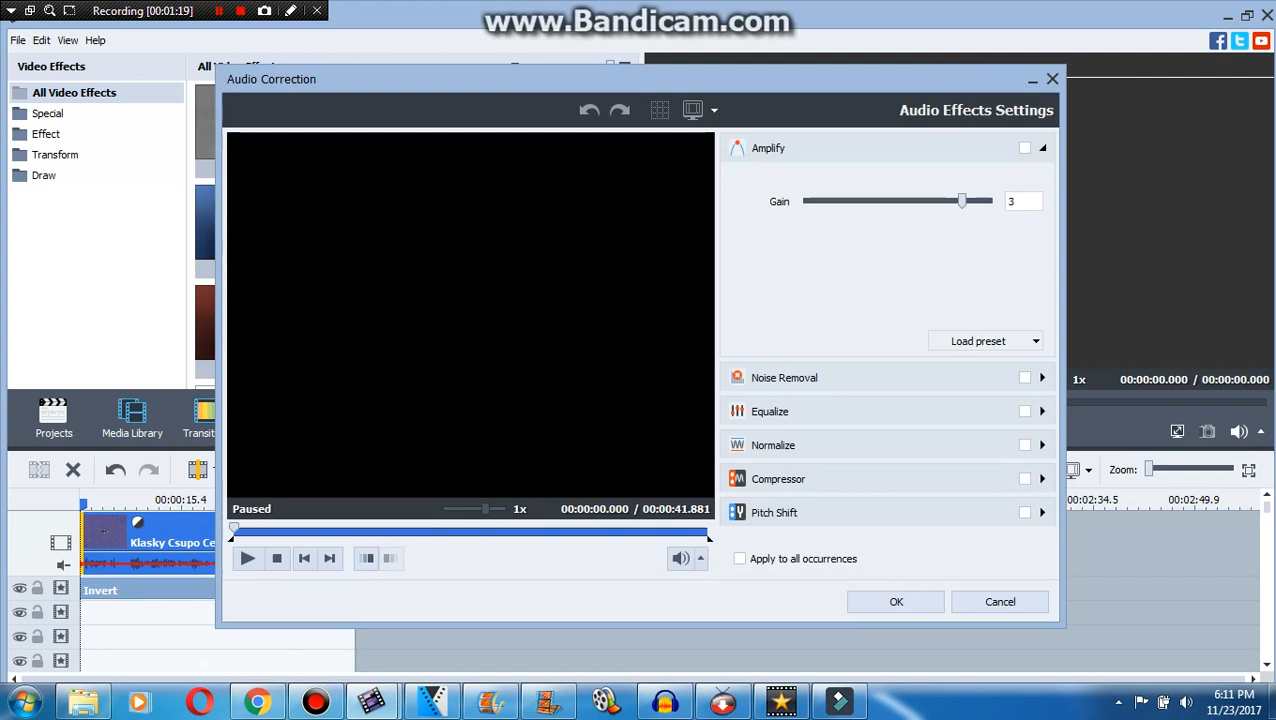 Recording [00:01:19]
www.Bandicam.com
File Edit View Help
Video Effects
All Video Effects
Special
Effect
Transform
Draw
Audio Correction
Audio Effects Settings
Amplify
Gain 3
Load preset
Noise Removal
Equalize
Normalize
Compressor
Pitch Shift
Paused 1x 00:00:00.000 / 00:00:41.881
Apply to all occurrences
OK Cancel
1x 00:00:00.000 / 00:00:00.000
Projects Media Library
Zoom:
00:00:15.4 00:02:34.5 00:02:49.9
Klasky Csupo Ce
Invert
6:11 PM
11/23/2017